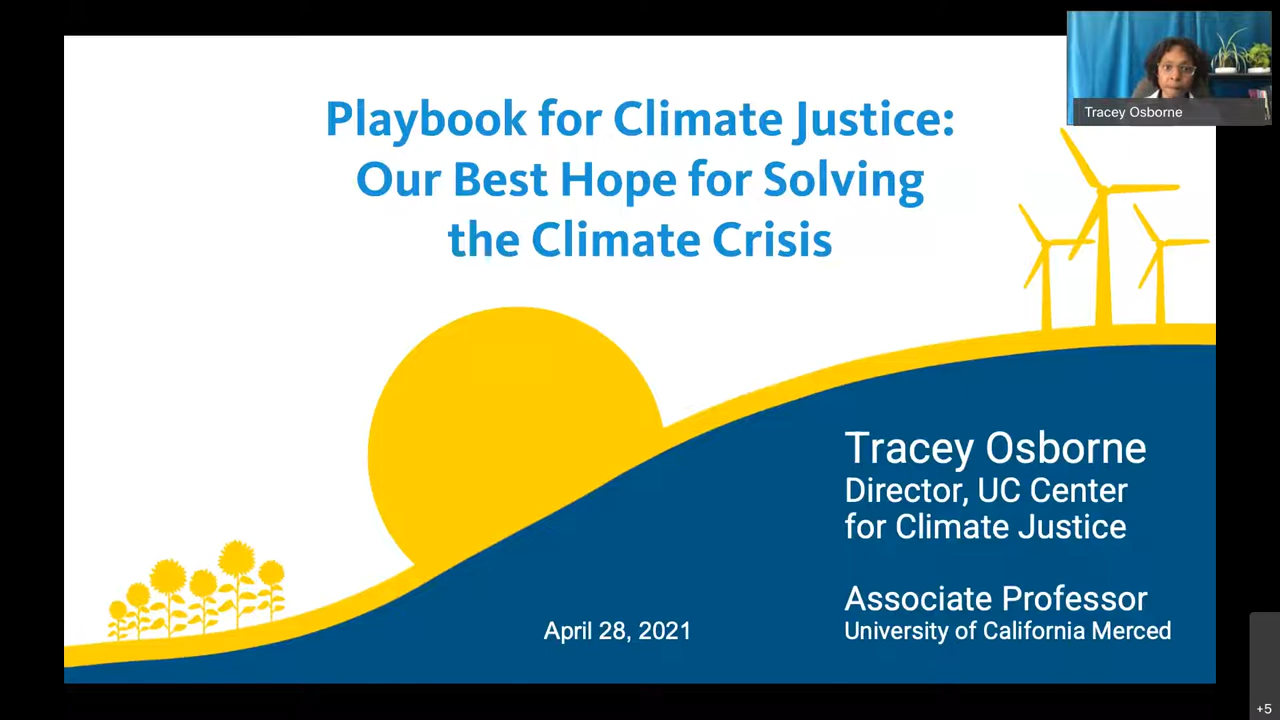 Playbook for Climate Justice:
Our Best Hope for Solving
the Climate Crisis
Tracey Osborne
Tracey Osborne
Director, UC Center
for Climate Justice
Associate Professor
University of California Merced
April 28, 2021
+5